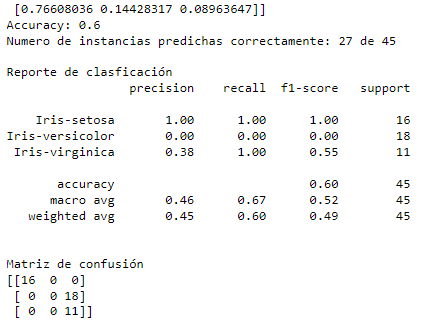 [0.76608036 0.14428317 0.08963647]]
Accuracy: 0.6
Numero de instancias predichas correctamente: 27 de 45
Reporte de clasficación
precision recall f1-score support
Iris-setosa 1.00 1.00 1.00 16
Iris-versicolor 0.00 0.00 0.00 18
Iris-virginica 0.38 1.00 0.55 11
accuracy 0.60 45
macro avg 0.46 0.67 0.52 45
weighted avg 0.45 0.60 0.49 45
Matriz de confusión
[[16 0 0]
[ 0 0 18]
[ 0 0 11]]